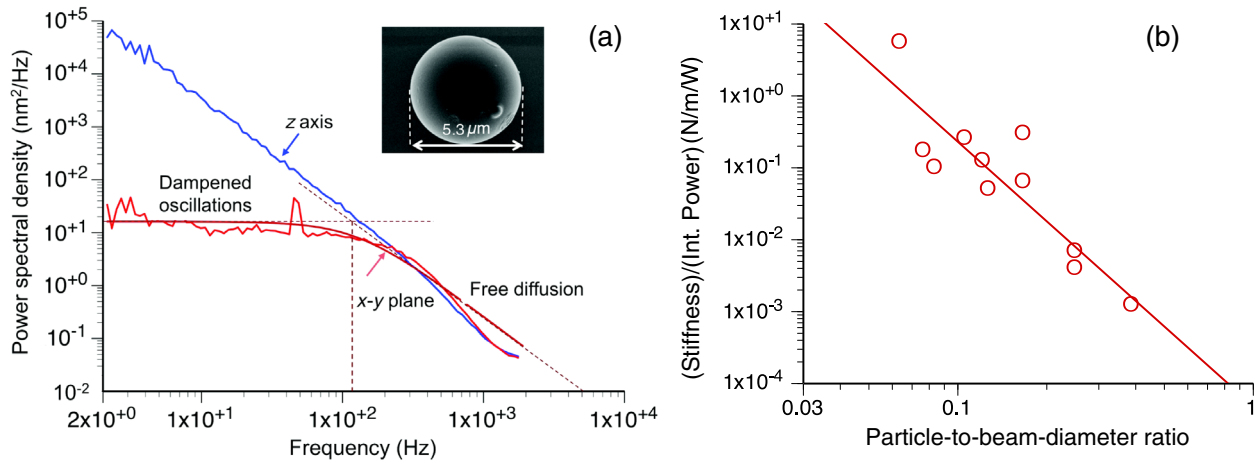 (a)
Power spectral density (nm²/Hz)
10⁺⁵
10⁺⁴
10⁺³
10⁺²
10⁺¹
10⁺⁰
10⁻¹
10⁻²
z axis
5.3 µm
Dampened
oscillations
x-y plane
Free diffusion
2x10⁺⁰
1x10⁺¹
1x10⁺²
1x10⁺³
1x10⁺⁴
Frequency (Hz)
(b)
(Stiffness)/(Int. Power) (N/m/W)
1x10⁺¹
1x10⁺⁰
1x10⁻¹
1x10⁻²
1x10⁻³
1x10⁻⁴
0.03
0.1
1
Particle-to-beam-diameter ratio